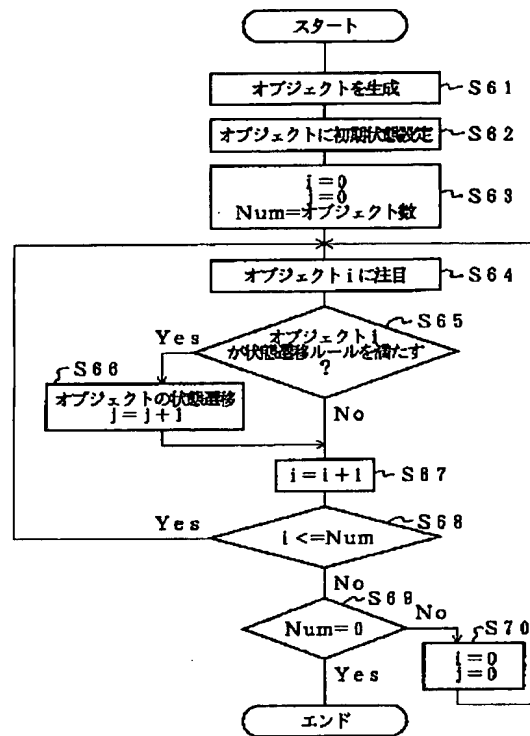 スタート
オブジェクトを生成
S61
オブジェクトに初期状態設定
S62
i=0
j=0
Num=オブジェクト数
S63
オブジェクトiに注目
S64
オブジェクトi
が状態遷移ルールを満たす
?
S65
Yes
S66
オブジェクトの状態遷移
j=j+1
No
i=i+1
S67
Yes
S68
i<=Num
No
S69
Num=0
No
S70
i=0
j=0
Yes
エンド